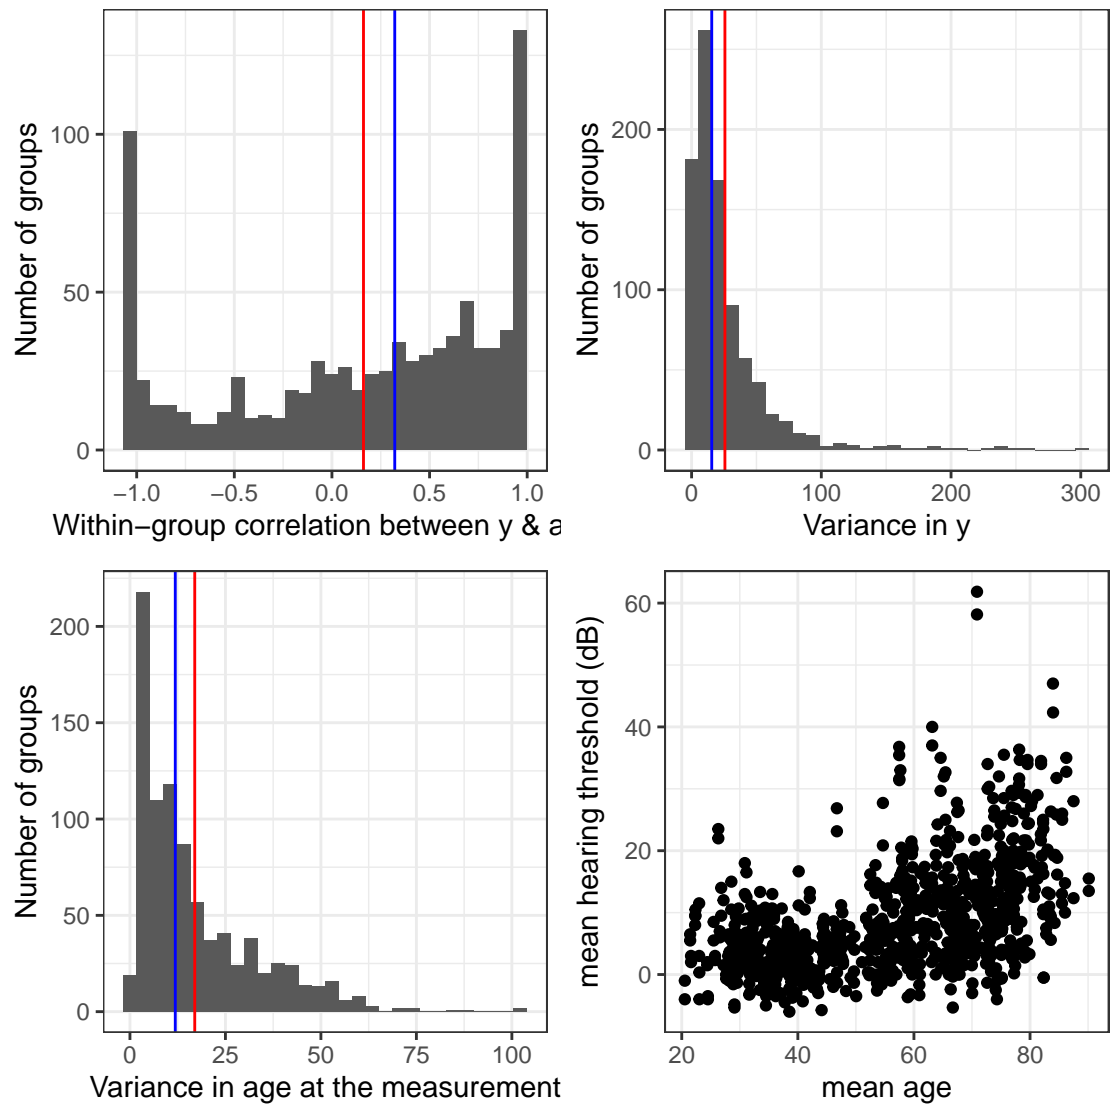 Number of groups
100
50
0
−1.0 −0.5 0.0 0.5 1.0
Within−group correlation between y & a
Number of groups
200
100
0
0 100 200 300
Variance in y
Number of groups
200
150
100
50
0
0 25 50 75 100
Variance in age at the measurement
mean hearing threshold (dB)
60
40
20
0
20 40 60 80
mean age